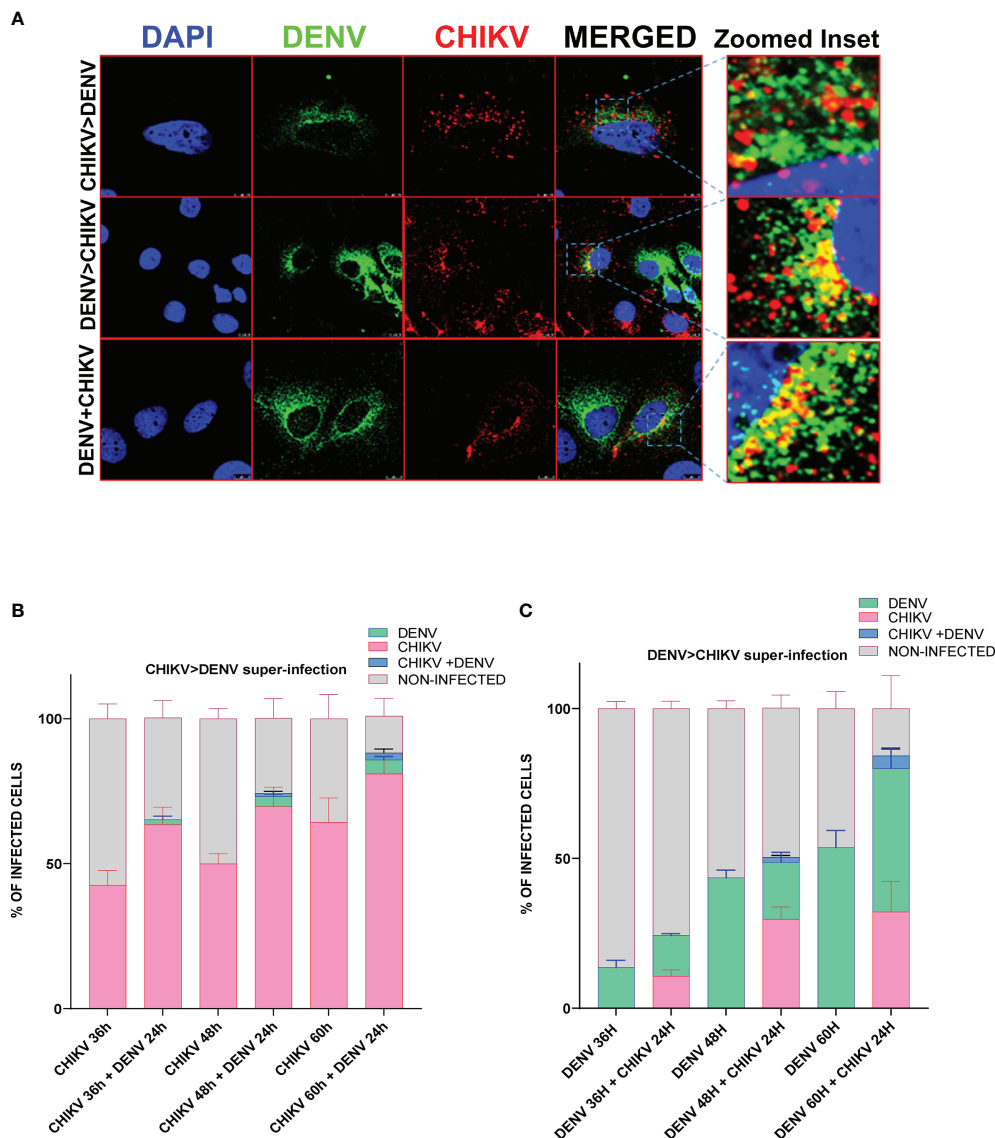 A
DAPI DENV CHIKV MERGED Zoomed Inset
CHIKV>DENV
DENV>CHIKV
DENV+CHIKV
B
DENV
CHIKV
CHIKV +DENV
NON-INFECTED
CHIKV>DENV super-infection
% OF INFECTED CELLS
100
50
0
CHIKV 36h
CHIKV 36h + DENV 24h
CHIKV 48h
CHIKV 48h + DENV 24h
CHIKV 60h
CHIKV 60h + DENV 24h
C
DENV
CHIKV
CHIKV +DENV
NON-INFECTED
DENV>CHIKV super-infection
% OF INFECTED CELLS
100
50
0
DENV 36H
DENV 36H + CHIKV 24H
DENV 48H
DENV 48H + CHIKV 24H
DENV 60H
DENV 60H + CHIKV 24H